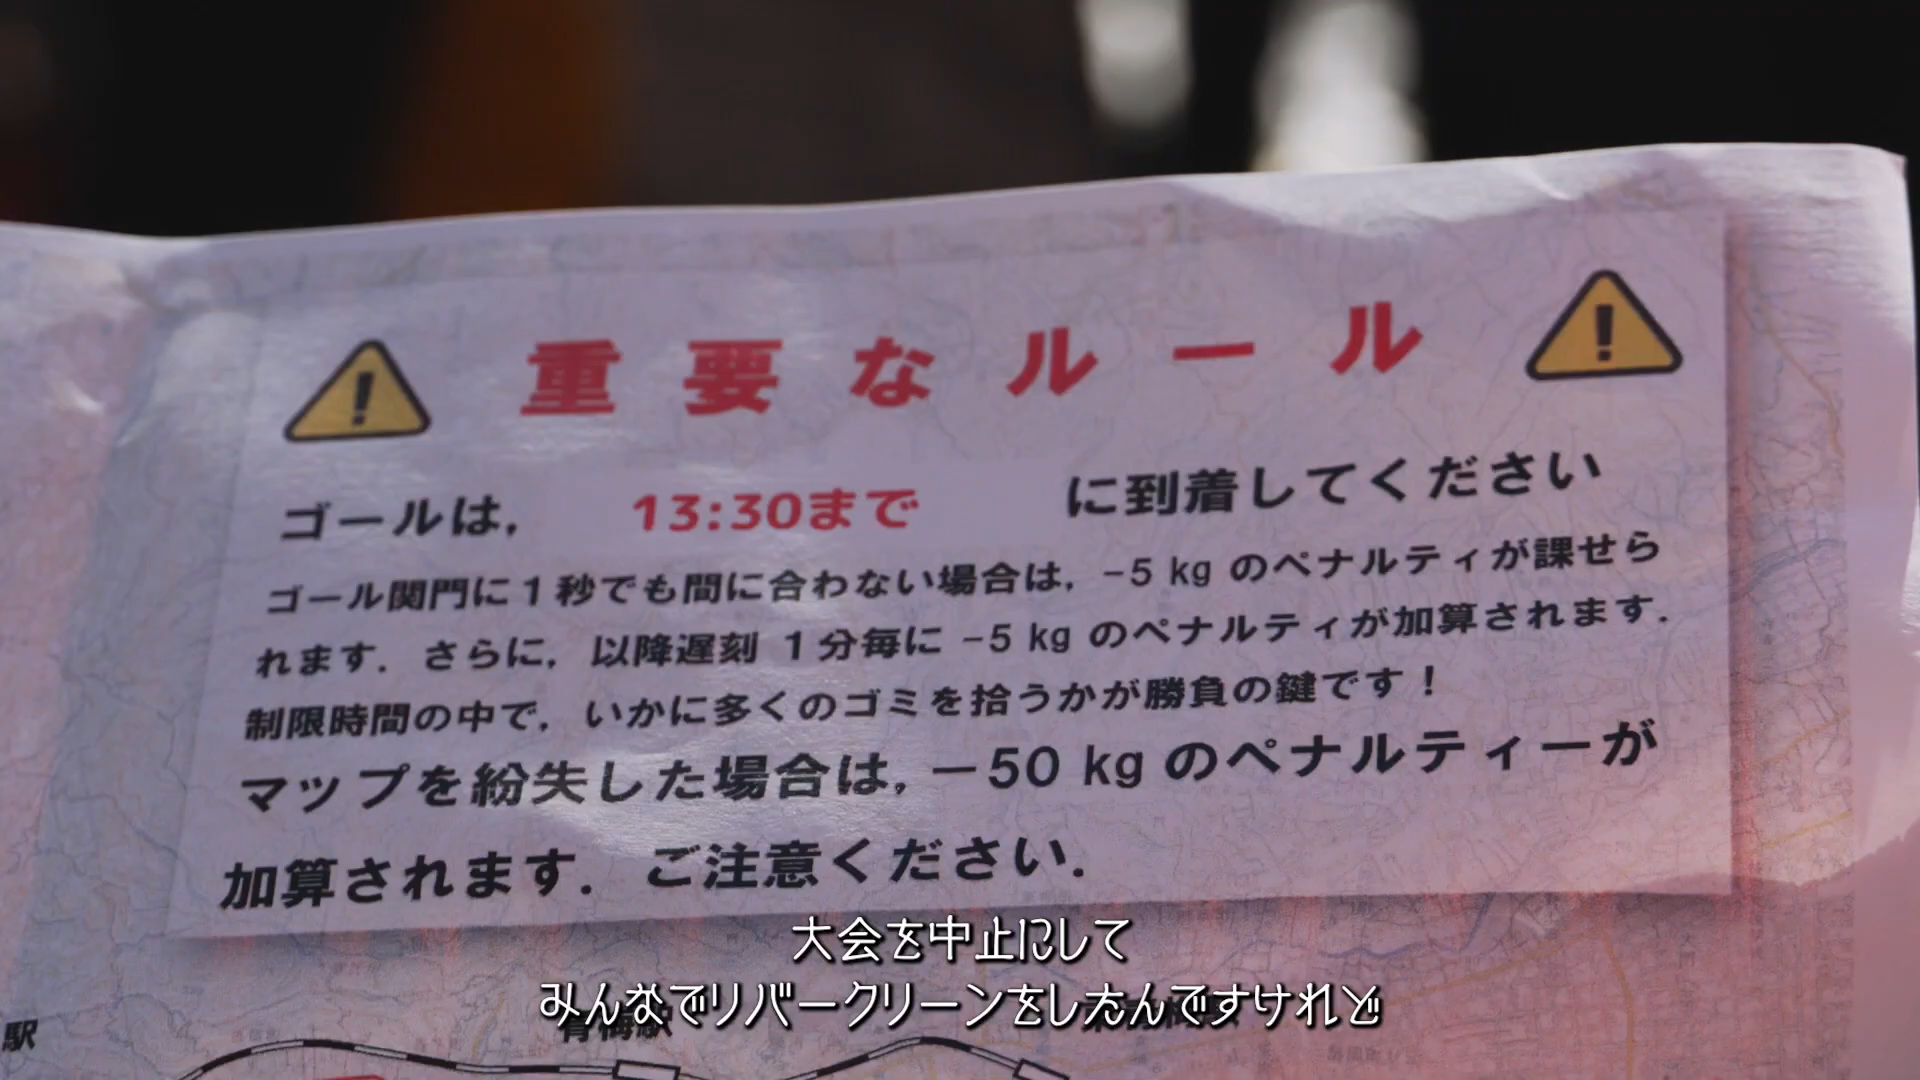 重要なルール
ゴールは, 13:30まで に到着してください
ゴール関門に1秒でも間に合わない場合は, -5 kg のペナルティが課せら
れます. さらに, 以降遅刻 1分毎に -5 kg のペナルティが加算されます.
制限時間の中で, いかに多くのゴミを拾うかが勝負の鍵です!
マップを紛失した場合は, −50 kg のペナルティーが
加算されます. ご注意ください.
大会を中止にして
みんなでリバークリーンをしたんですけれど
駅
青梅駅